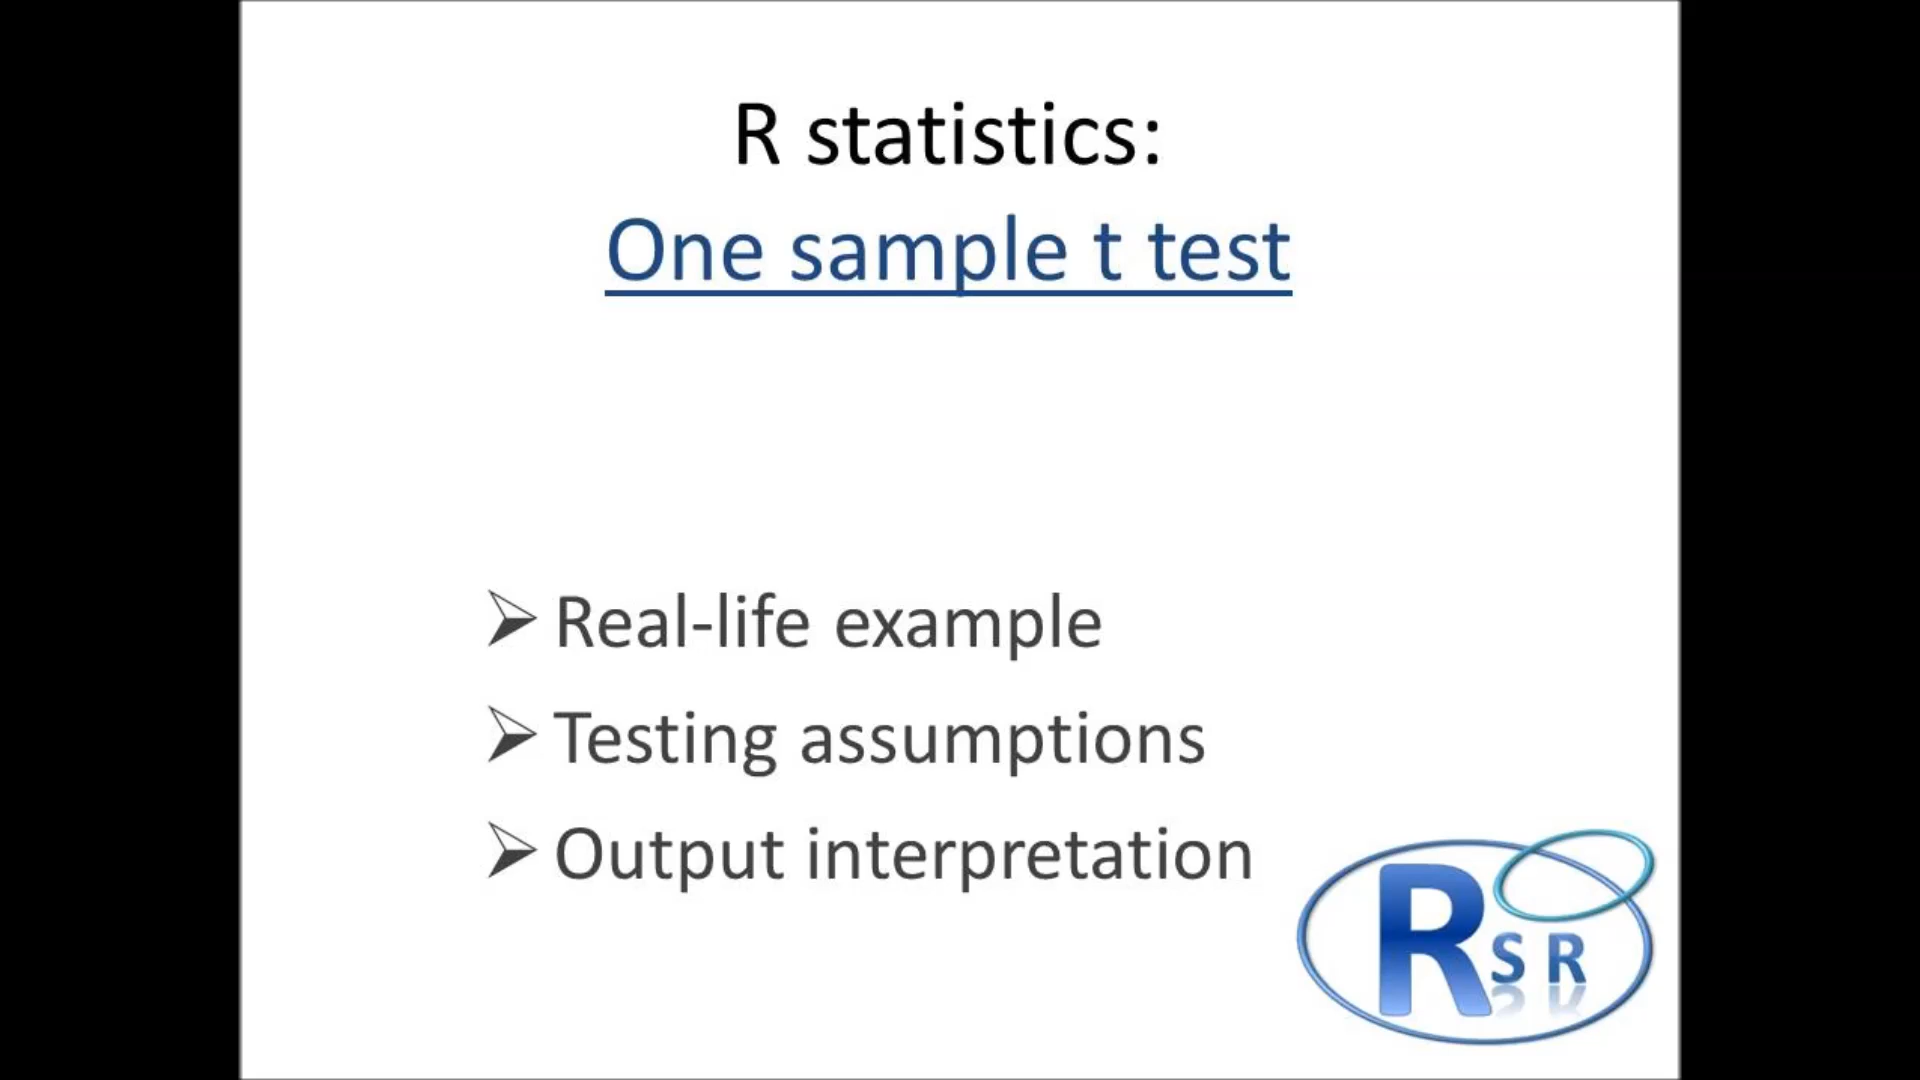 R statistics:
One sample t test
Real-life example
Testing assumptions
Output interpretation
RSR